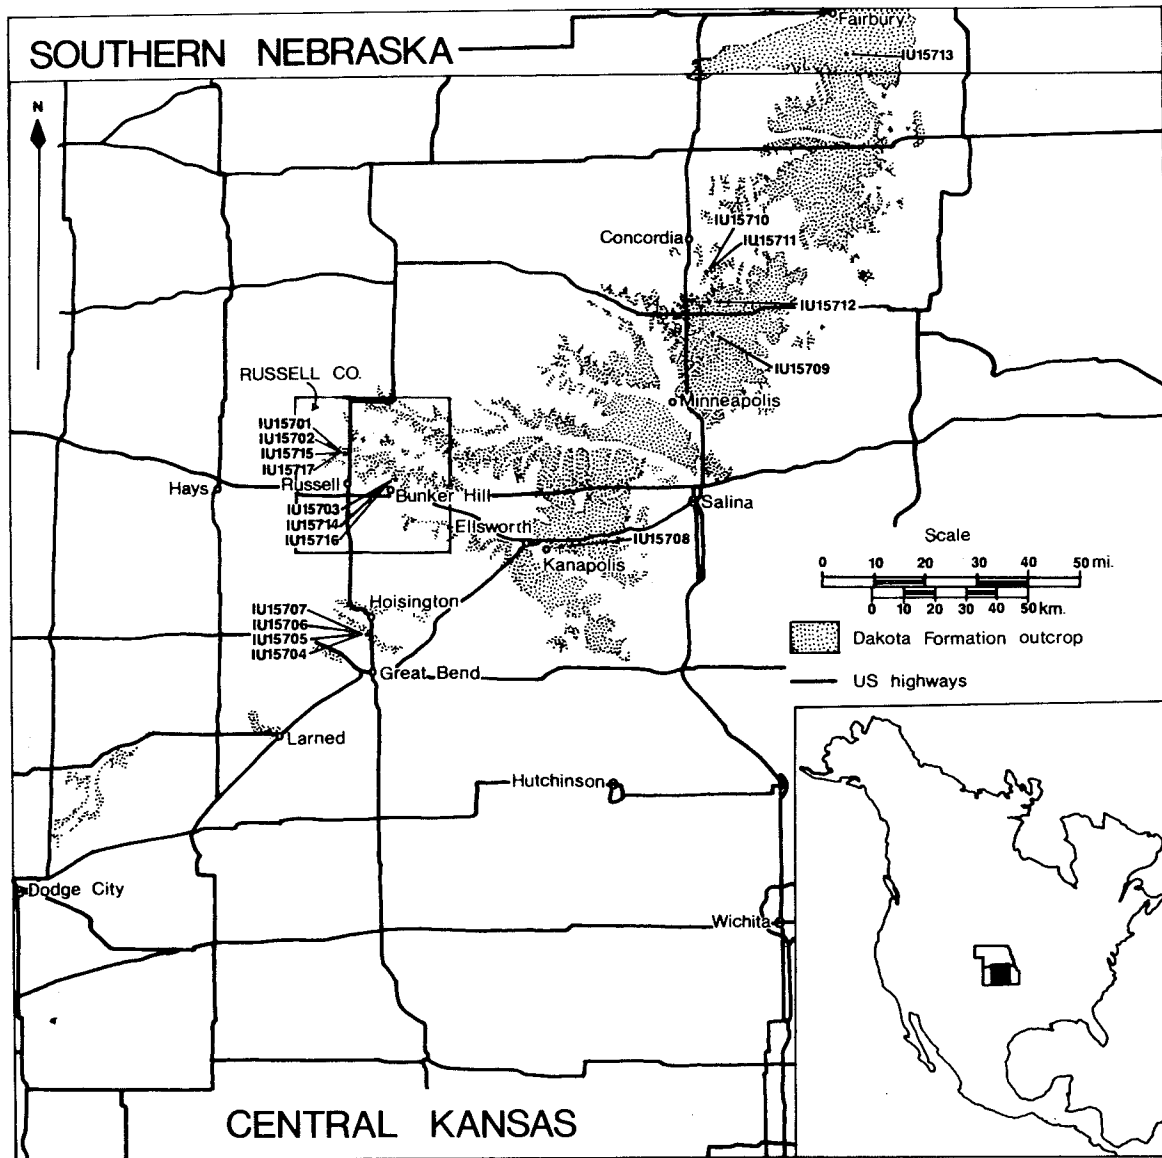 Fairbury
SOUTHERN NEBRASKA
IU15713
N
IU15710
Concordia
IU15711
IU15712
IU15709
RUSSELL CO.
Minneapolis
IU15701
IU15702
IU15715
IU15717
Hays
Russell
Bunker Hill
Salina
IU15703
IU15714
IU15716
Ellsworth
IU15708
Kanapolis
Scale
0 10 20 30 40 50 mi.
0 10 20 30 40 50 km.
Hoisington
IU15707
IU15706
IU15705
IU15704
Dakota Formation outcrop
Great Bend
US highways
Larned
Hutchinson
Dodge City
Wichita
CENTRAL KANSAS